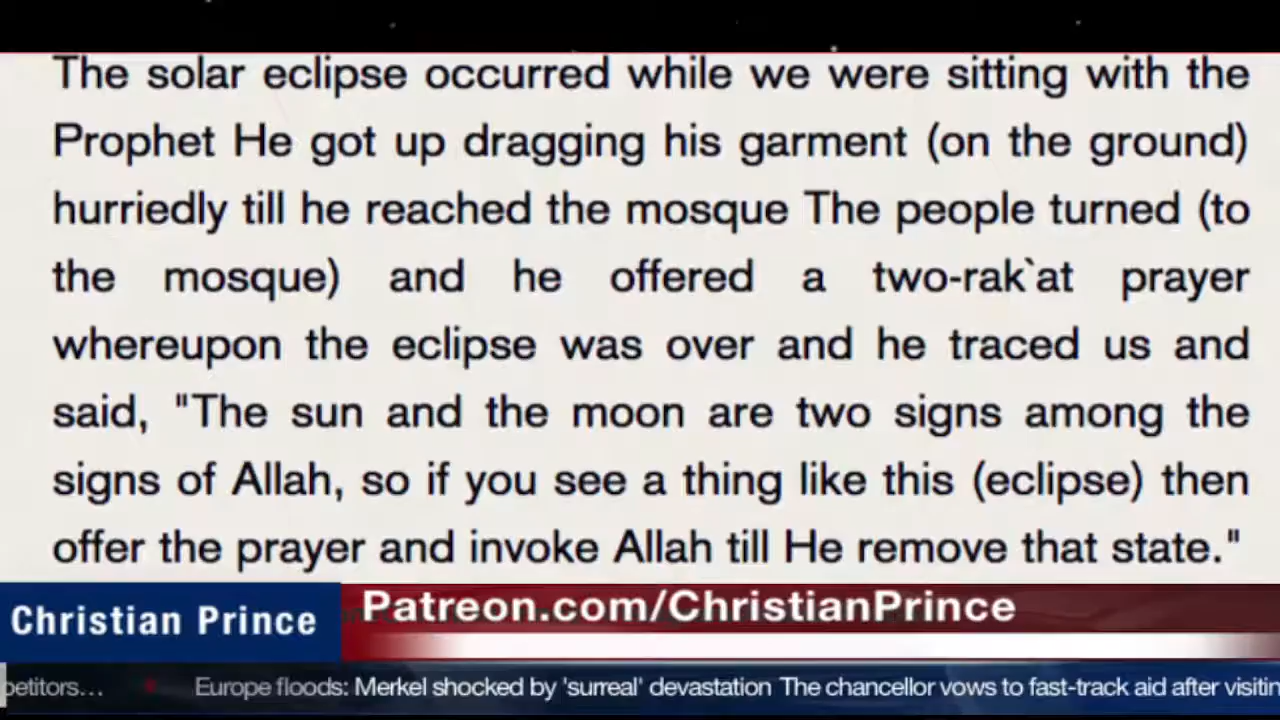 The solar eclipse occurred while we were sitting with the
Prophet He got up dragging his garment (on the ground)
hurriedly till he reached the mosque The people turned (to
the mosque) and he offered a two-rak`at prayer
whereupon the eclipse was over and he traced us and
said, "The sun and the moon are two signs among the
signs of Allah, so if you see a thing like this (eclipse) then
offer the prayer and invoke Allah till He remove that state."
Christian Prince
Patreon.com/ChristianPrince
petitors... Europe floods: Merkel shocked by 'surreal' devastation The chancellor vows to fast-track aid after visitin